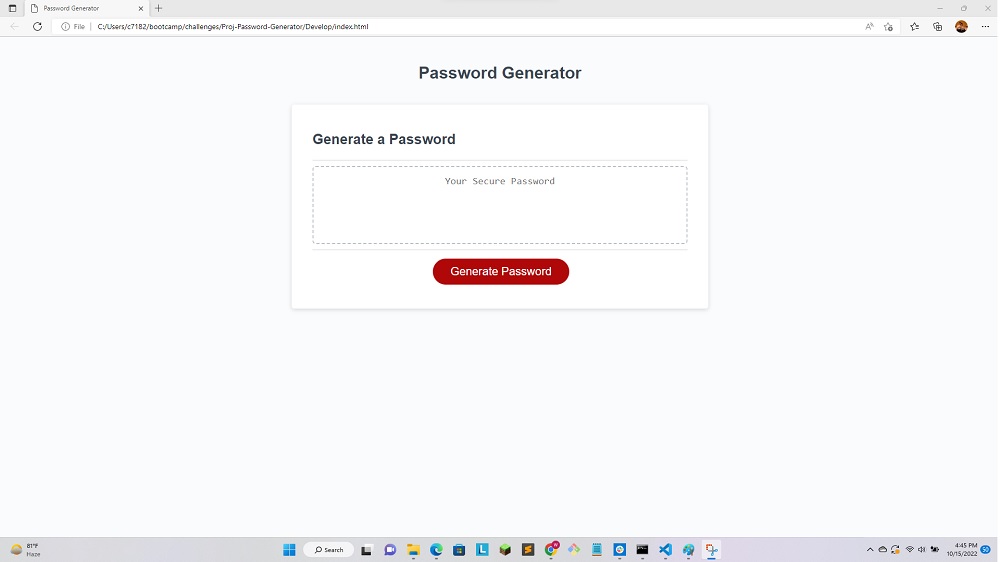 Password Generator
File
C:/Users/c7182/bootcamp/challenges/Proj-Password-Generator/Develop/index.html
Password Generator
Generate a Password
Your Secure Password
Generate Password
81°F
Haze
Search
4:45 PM
10/15/2022
50